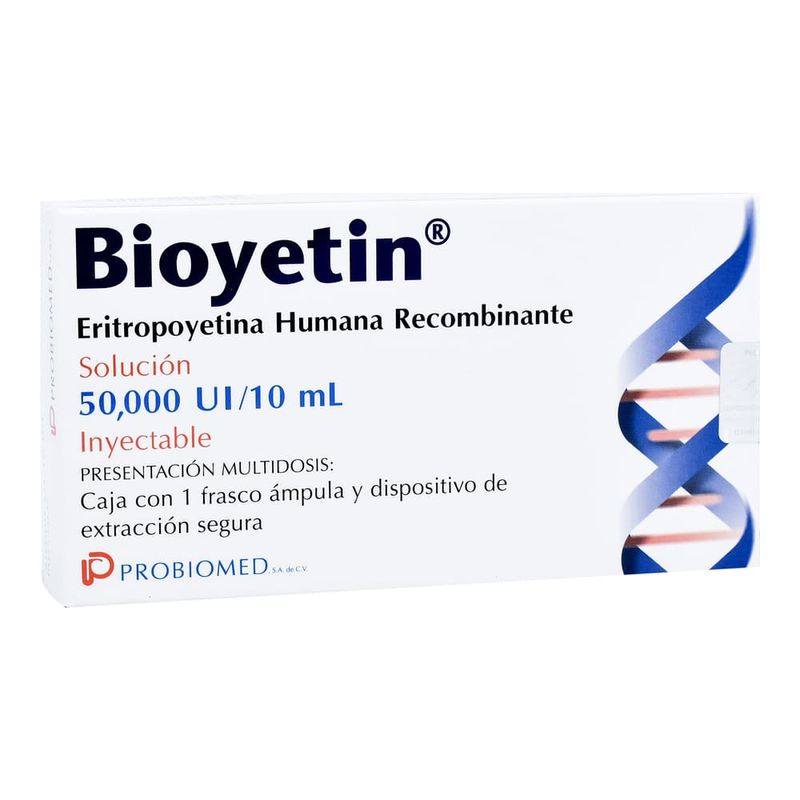 Bioyetin®
Eritropoyetina Humana Recombinante
Solución
50,000 UI/10 mL
Inyectable
PRESENTACIÓN MULTIDOSIS:
Caja con 1 frasco ámpula y dispositivo de
extracción segura
PROBIOMED S.A. de C.V.
PROBIOMED